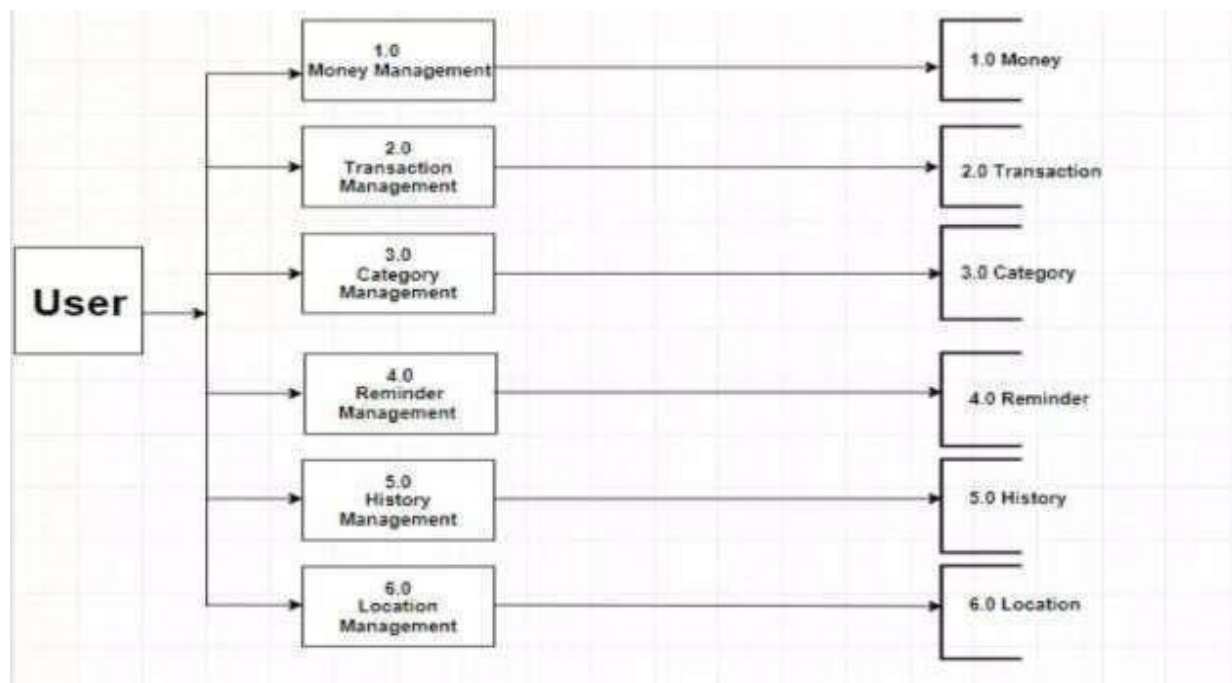 User
1.0
Money Management
2.0
Transaction
Management
3.0
Category
Management
4.0
Reminder
Management
5.0
History
Management
6.0
Location
Management
1.0 Money
2.0 Transaction
3.0 Category
4.0 Reminder
5.0 History
6.0 Location